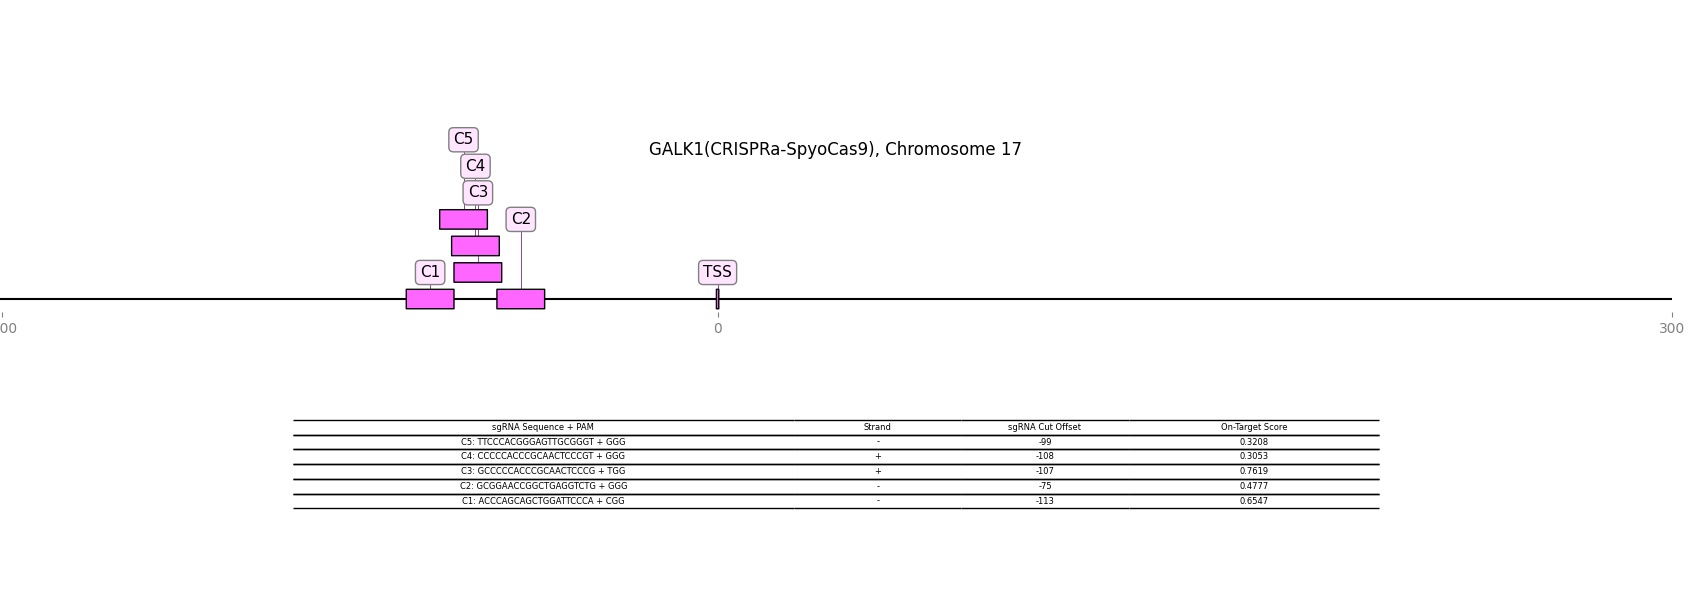 C5
GALK1(CRISPRa-SpyoCas9), Chromosome 17
C4
C3
C2
C1
TSS
00 0 300
sgRNA Sequence + PAM Strand sgRNA Cut Offset On-Target Score
C5: TTCCCACGGGAGTTGCGGGT + GGG - -99 0.3208
C4: CCCCCACCCGCAACTCCCGT + GGG + -108 0.3053
C3: GCCCCCACCCGCAACTCCCG + TGG + -107 0.7619
C2: GCGGAACCGGCTGAGGTCTG + GGG - -75 0.4777
C1: ACCCAGCAGCTGGATTCCCA + CGG - -113 0.6547